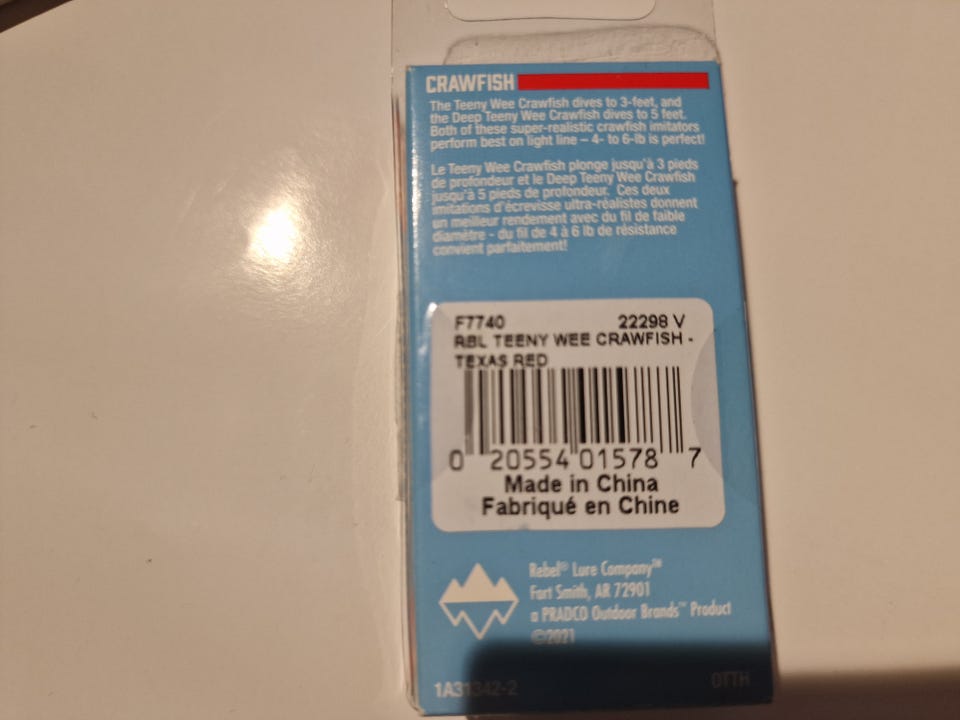 CRAWFISH
The Teeny Wee Crawfish dives to 3-feet, and
the Deep Teeny Wee Crawfish dives to 5 feet.
Both of these super-realistic crawfish imitators
perform best on light line – 4- to 6-lb is perfect!
Le Teeny Wee Crawfish plonge jusqu'à 3 pieds
de profondeur et le Deep Teeny Wee Crawfish
jusqu'à 5 pieds de profondeur. Ces deux
imitations d'écrevisse ultra-réalistes donnent
un meilleur rendement avec du fil de faible
diamètre - du fil de 4 à 6 lb de résistance
convient parfaitement!
F7740 22298 V
RBL TEENY WEE CRAWFISH -
TEXAS RED
0 20554 01578 7
Made in China
Fabriqué en Chine
Rebel® Lure Company™
Fort Smith, AR 72901
a PRADCO Outdoor Brands™ Product
©2021
1A31342-2 OTTH